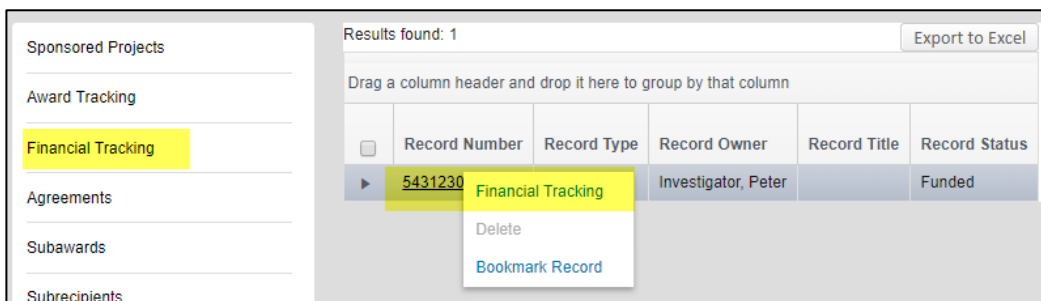 Sponsored Projects
Award Tracking
Financial Tracking
Agreements
Subawards
Subrecipients
Results found: 1
Export to Excel
Drag a column header and drop it here to group by that column
Record Number Record Type Record Owner Record Title Record Status
5431230 Investigator, Peter Funded
Financial Tracking
Delete
Bookmark Record